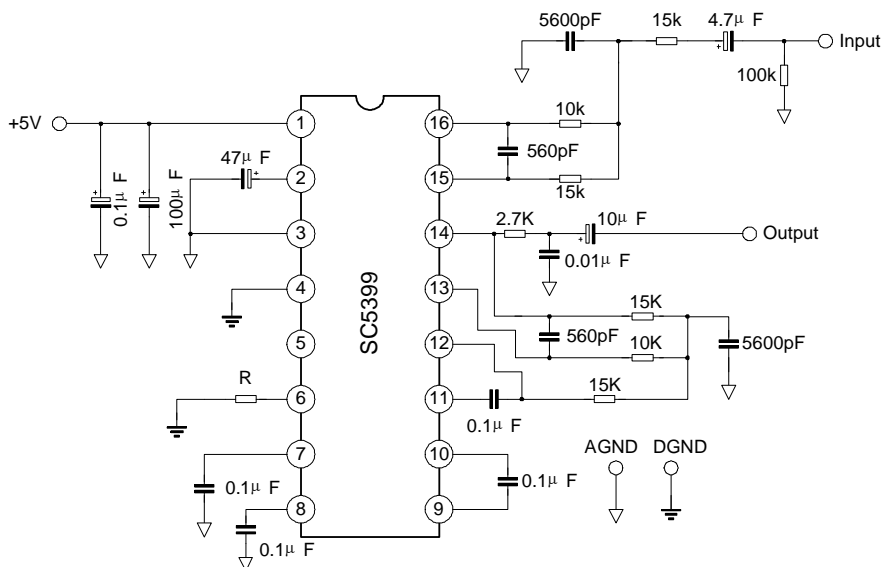 5600pF
15k
4.7μ F
Input
100k
+5V
1
16
10k
47μ F
560pF
2
15
15k
0.1μ F
100μ F
2.7K
10μ F
3
14
Output
0.01μ F
SC5399
4
13
15K
560pF
5600pF
5
12
10K
R
15K
6
11
0.1μ F
AGND
DGND
7
10
0.1μ F
0.1μ F
8
9
0.1μ F